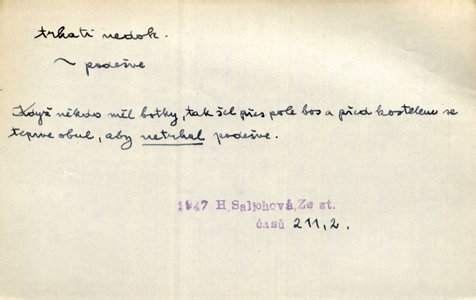 trhati nedok.
~ podešve
Když někdo měl botky, tak šel přes pole bos a před kostelem se
teprve obul, aby netrhal podešve.
1947 H. Saljohová, Ze st.
časů 211,2.